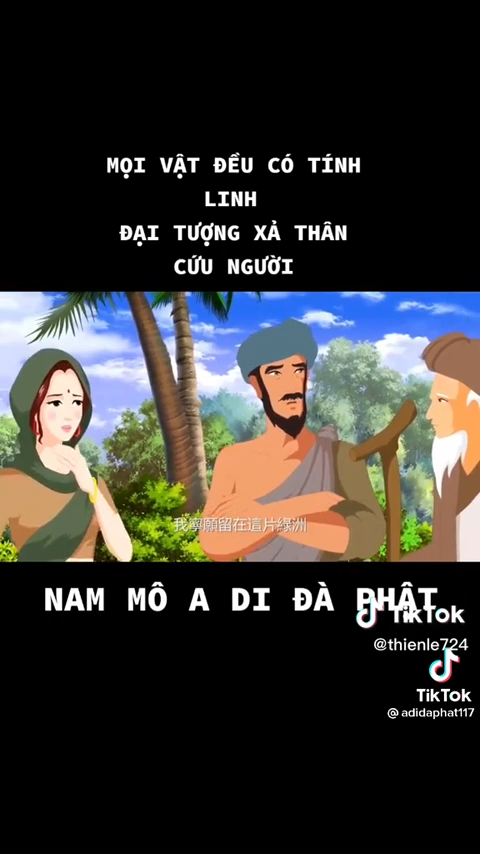 MỌI VẬT ĐỀU CÓ TÍNH
LINH
ĐẠI TƯỢNG XẢ THÂN
CỨU NGƯỜI
我寧願留在這片綠洲
NAM MÔ A DI ĐÀ PHẬT
TikTok
@thienle724
TikTok
@adidaphat117